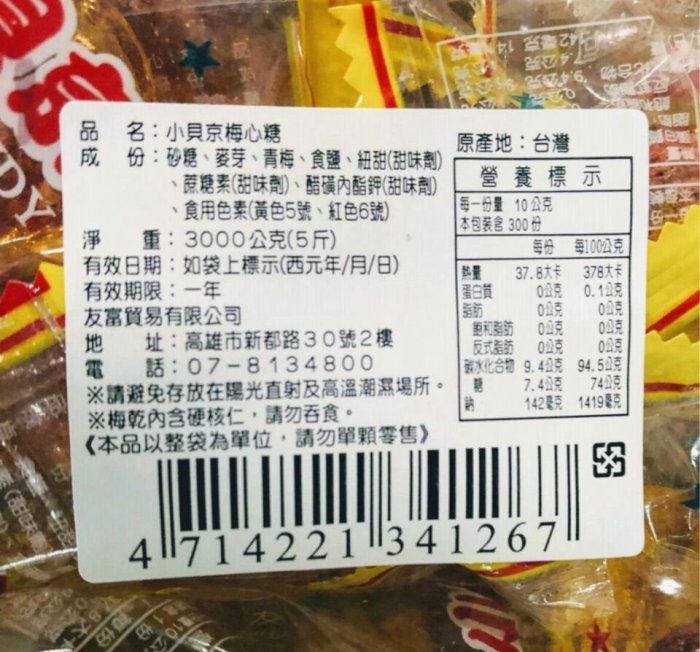 品　名：小貝京梅心糖
成　份：砂糖、麥芽、青梅、食鹽、紐甜(甜味劑)
、蔗糖素(甜味劑)、醋磺內酯鉀(甜味劑)
、食用色素(黃色5號、紅色6號)
淨　重：3000公克(5斤)
有效日期：如袋上標示(西元年/月/日)
有效期限：一年
友富貿易有限公司
地　址：高雄市新都路30號2樓
電　話：07-8134800
※請避免存放在陽光直射及高溫潮濕場所。
※梅乾內含硬核仁，請勿吞食。
《本品以整袋為單位，請勿單顆零售》
原產地：台灣
營養標示
每一份量 10公克
本包裝含 300份
每份 每100公克
熱量 37.8大卡 378大卡
蛋白質 0公克 0.1公克
脂肪 0公克 0公克
飽和脂肪 0公克 0公克
反式脂肪 0公克 0公克
碳水化合物 9.4公克 94.5公克
糖 7.4公克 74公克
鈉 142毫克 1419毫克
4 714221 341267
DY